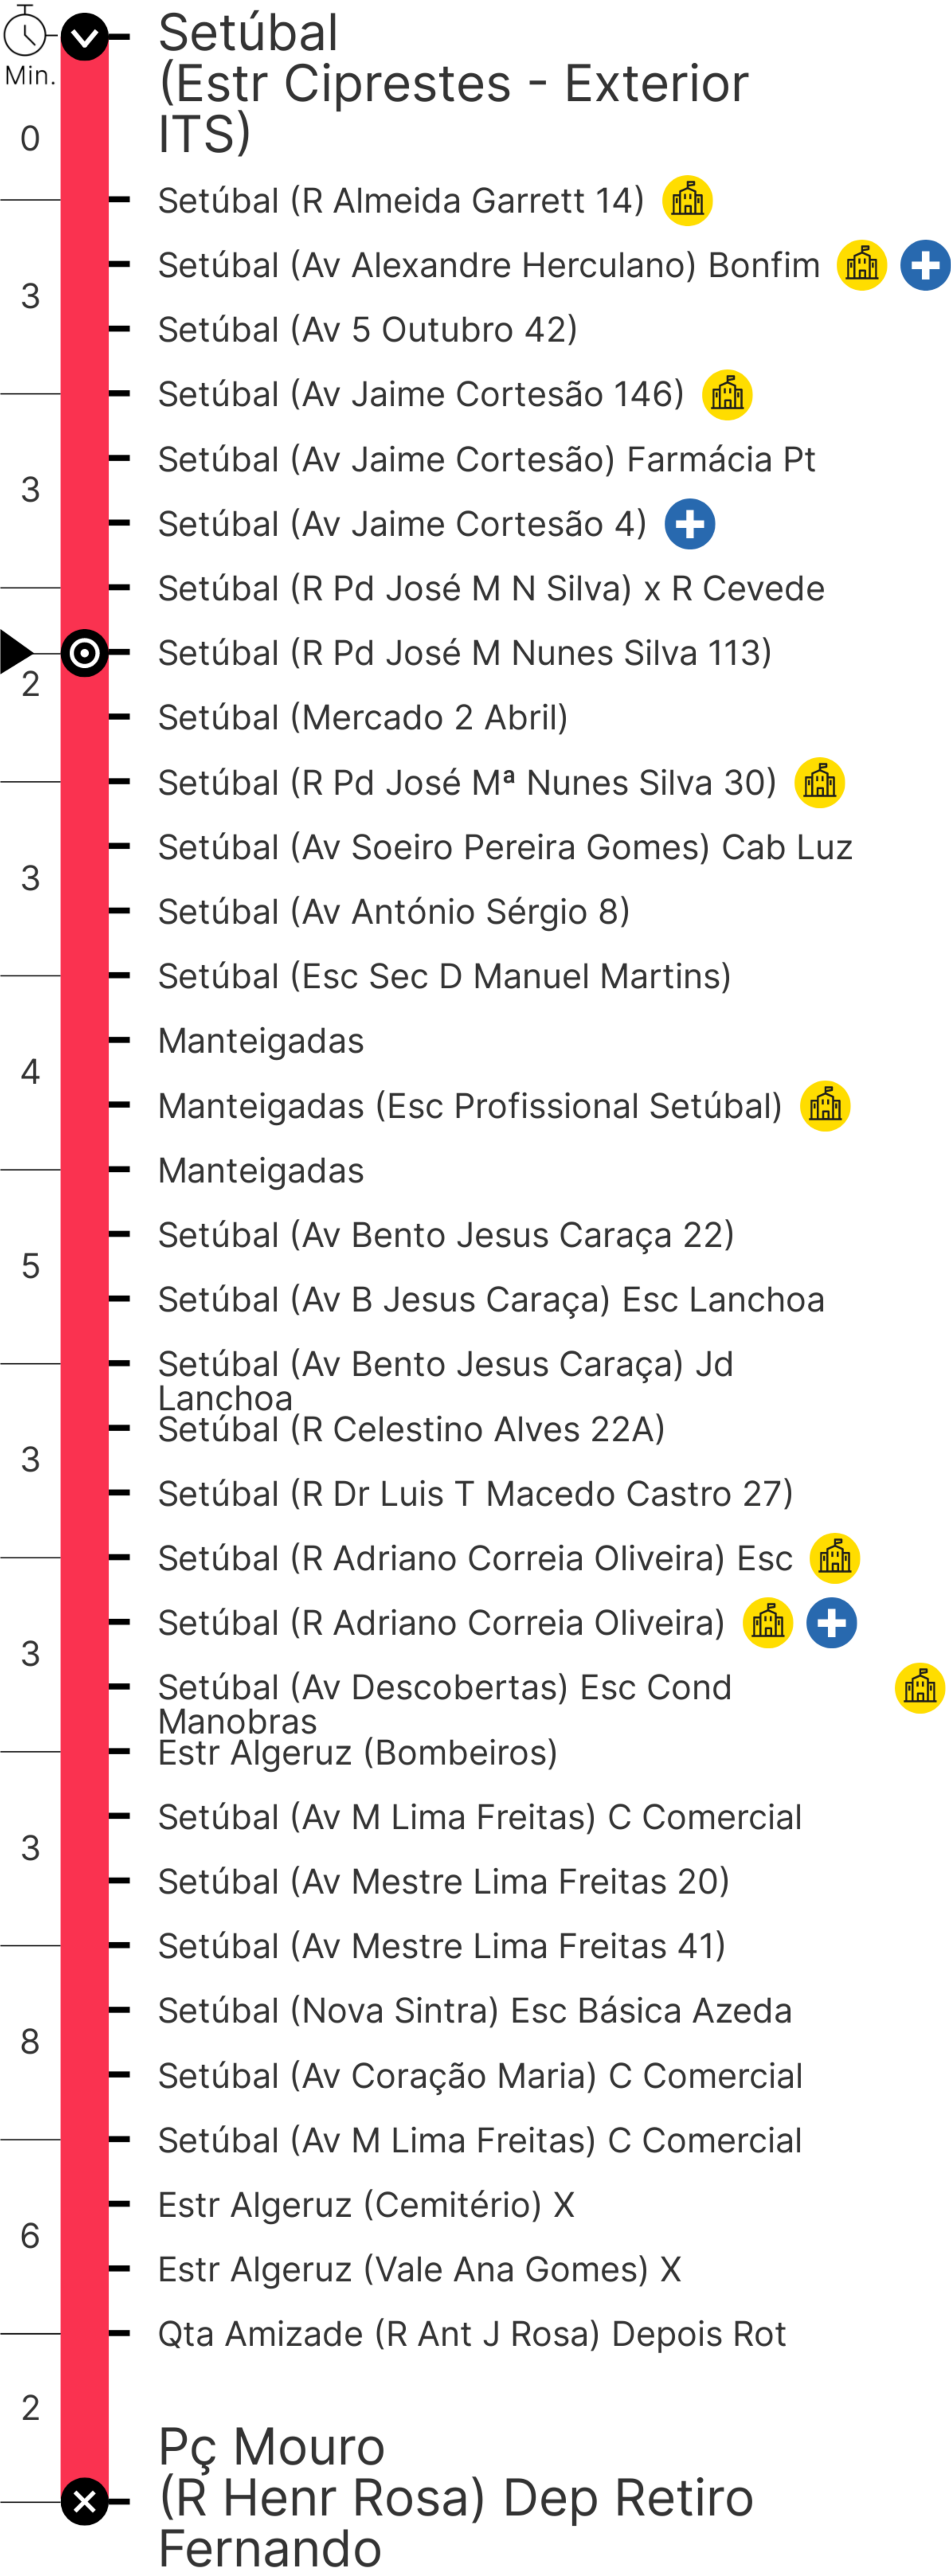 Setúbal
(Estr Ciprestes - Exterior
ITS)
Min.
0
Setúbal (R Almeida Garrett 14)
Setúbal (Av Alexandre Herculano) Bonfim
3
Setúbal (Av 5 Outubro 42)
Setúbal (Av Jaime Cortesão 146)
Setúbal (Av Jaime Cortesão) Farmácia Pt
3
Setúbal (Av Jaime Cortesão 4)
Setúbal (R Pd José M N Silva) x R Cevede
Setúbal (R Pd José M Nunes Silva 113)
2
Setúbal (Mercado 2 Abril)
Setúbal (R Pd José Mª Nunes Silva 30)
Setúbal (Av Soeiro Pereira Gomes) Cab Luz
3
Setúbal (Av António Sérgio 8)
Setúbal (Esc Sec D Manuel Martins)
Manteigadas
4
Manteigadas (Esc Profissional Setúbal)
Manteigadas
Setúbal (Av Bento Jesus Caraça 22)
5
Setúbal (Av B Jesus Caraça) Esc Lanchoa
Setúbal (Av Bento Jesus Caraça) Jd
Lanchoa
Setúbal (R Celestino Alves 22A)
3
Setúbal (R Dr Luis T Macedo Castro 27)
Setúbal (R Adriano Correia Oliveira) Esc
Setúbal (R Adriano Correia Oliveira)
3
Setúbal (Av Descobertas) Esc Cond
Manobras
Estr Algeruz (Bombeiros)
Setúbal (Av M Lima Freitas) C Comercial
3
Setúbal (Av Mestre Lima Freitas 20)
Setúbal (Av Mestre Lima Freitas 41)
Setúbal (Nova Sintra) Esc Básica Azeda
8
Setúbal (Av Coração Maria) C Comercial
Setúbal (Av M Lima Freitas) C Comercial
Estr Algeruz (Cemitério) X
6
Estr Algeruz (Vale Ana Gomes) X
Qta Amizade (R Ant J Rosa) Depois Rot
2
Pç Mouro
(R Henr Rosa) Dep Retiro
Fernando